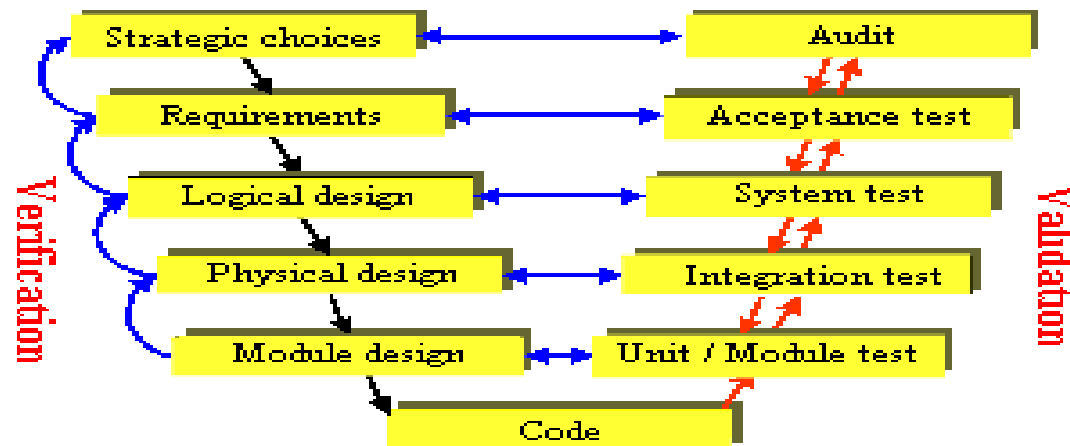 Strategic choices
Audit
Requirements
Acceptance test
Logical design
System test
Physical design
Integration test
Module design
Unit / Module test
Code
Verification
Validation